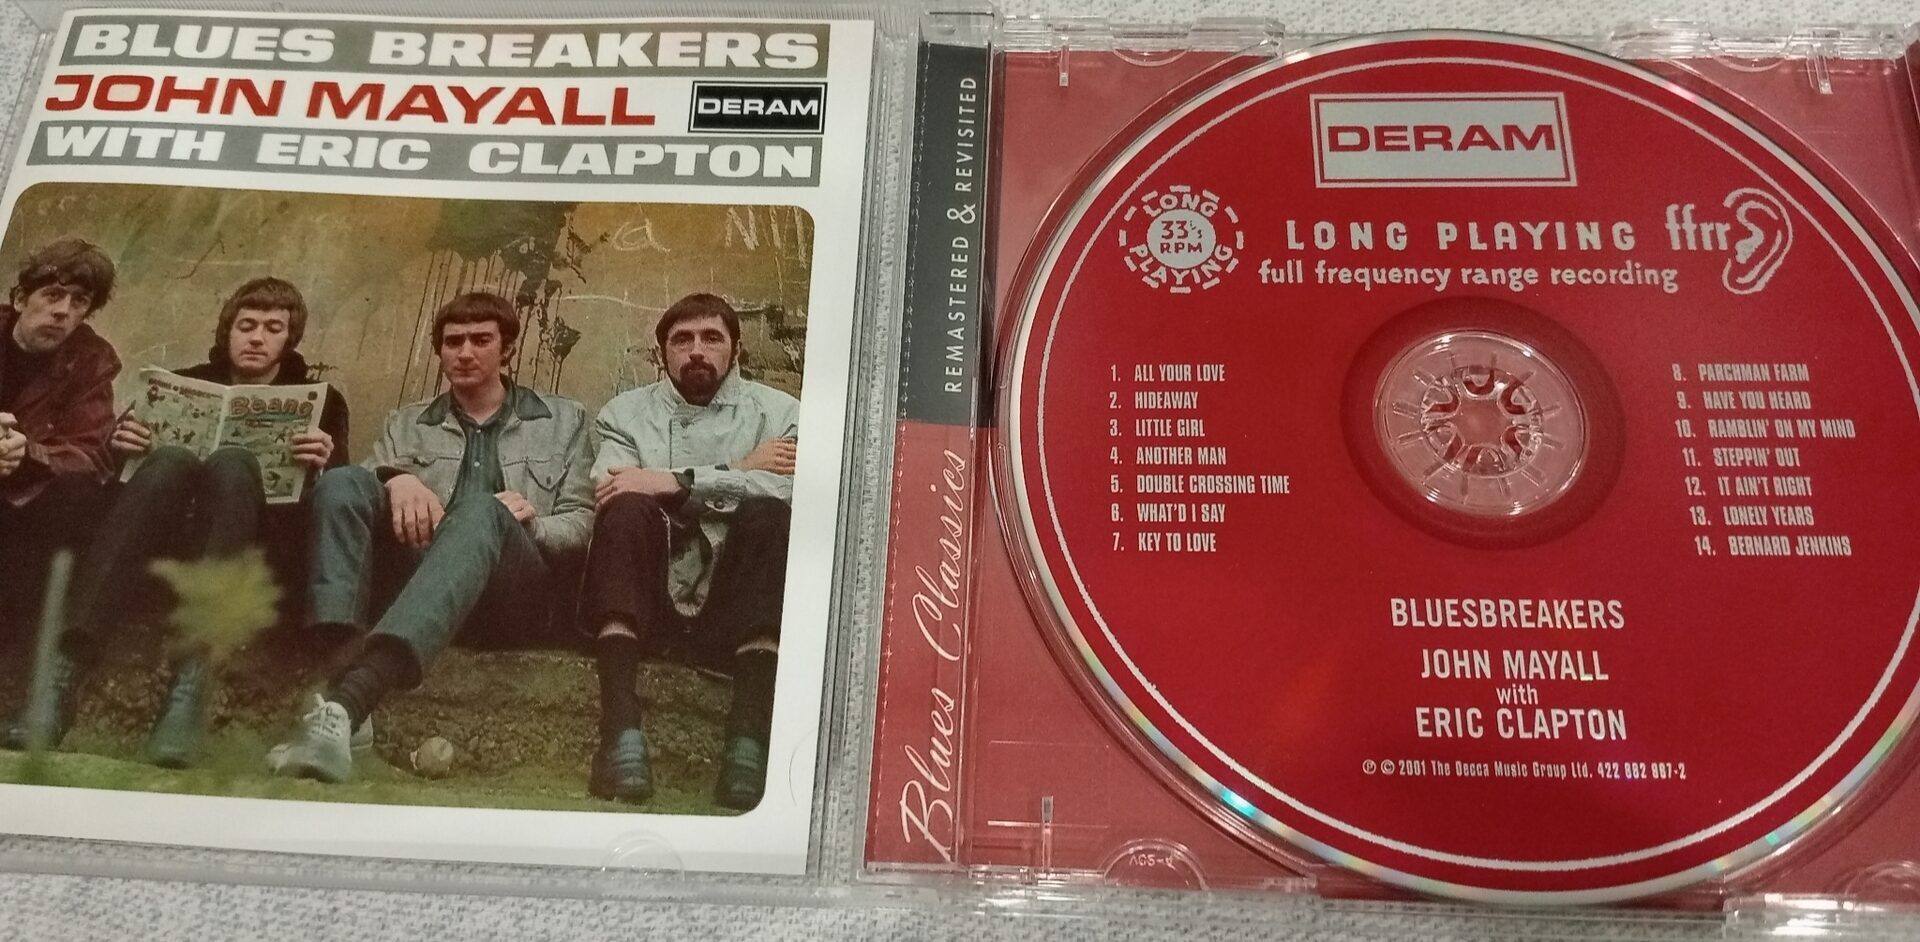 BLUES BREAKERS
JOHN MAYALL
DERAM
WITH ERIC CLAPTON
a
Beano
REMASTERED & REVISITED
Blues Classics
DERAM
LONG
33⅓
RPM
PLAYING
LONG PLAYING ffrr
full frequency range recording
1. ALL YOUR LOVE
2. HIDEAWAY
3. LITTLE GIRL
4. ANOTHER MAN
5. DOUBLE CROSSING TIME
6. WHAT'D I SAY
7. KEY TO LOVE
8. PARCHMAN FARM
9. HAVE YOU HEARD
10. RAMBLIN' ON MY MIND
11. STEPPIN' OUT
12. IT AIN'T RIGHT
13. LONELY YEARS
14. BERNARD JENKINS
BLUESBREAKERS
JOHN MAYALL
with
ERIC CLAPTON
℗ © 2001 The Decca Music Group Ltd. 422 882 987-2